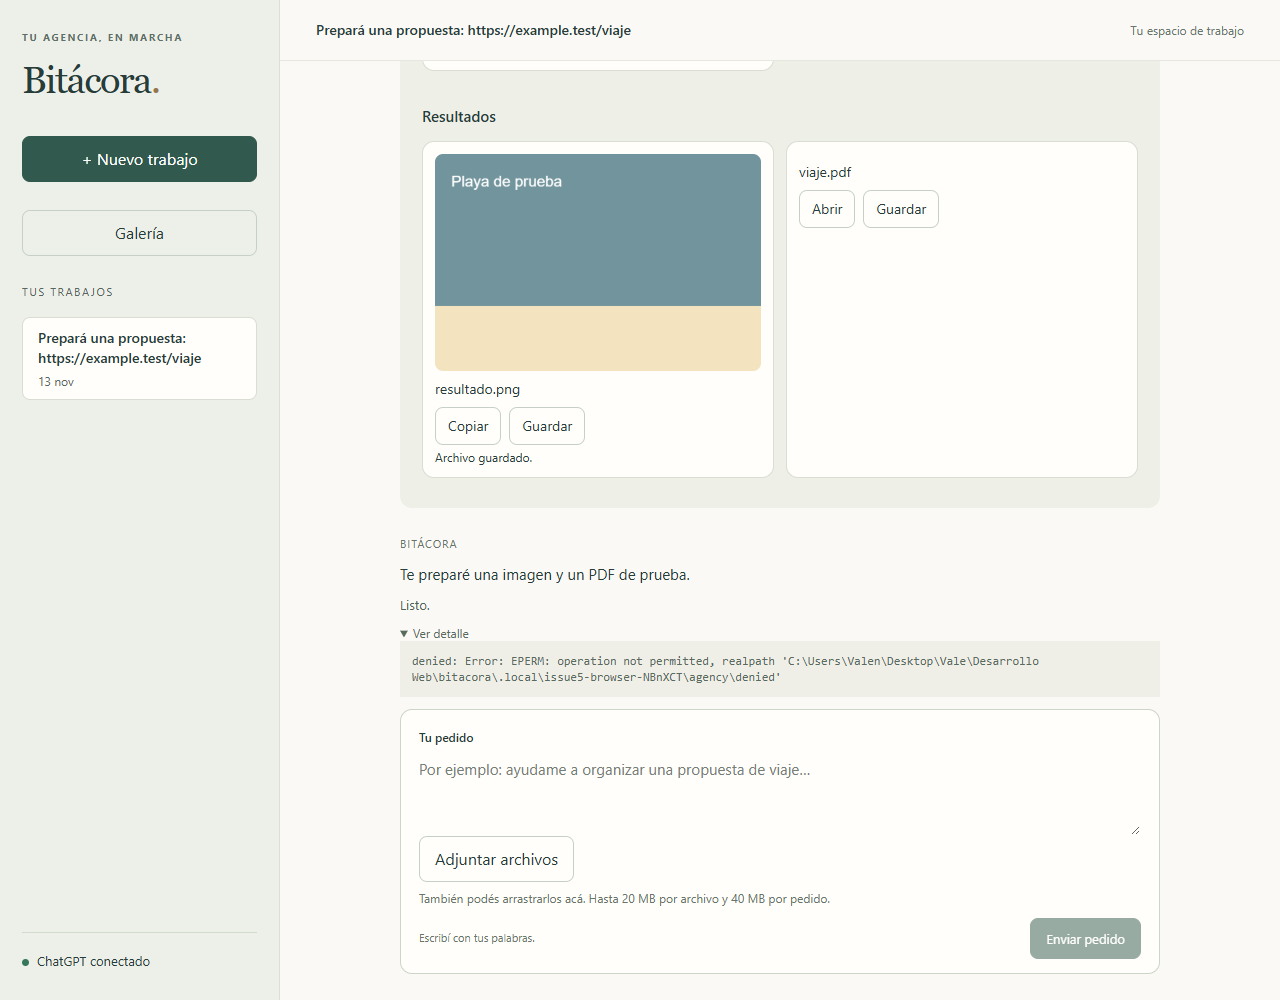 TU AGENCIA, EN MARCHA
Bitácora.
+ Nuevo trabajo
Galería
TUS TRABAJOS
Prepará una propuesta:
https://example.test/viaje
13 nov
ChatGPT conectado
Prepará una propuesta: https://example.test/viaje
Tu espacio de trabajo
Resultados
Playa de prueba
resultado.png
Copiar
Guardar
Archivo guardado.
viaje.pdf
Abrir
Guardar
BITÁCORA
Te preparé una imagen y un PDF de prueba.
Listo.
▼ Ver detalle
denied: Error: EPERM: operation not permitted, realpath 'C:\Users\Valen\Desktop\Vale\Desarrollo
Web\bitacora\.local\issue5-browser-NBnXCT\agency\denied'
Tu pedido
Por ejemplo: ayudame a organizar una propuesta de viaje...
Adjuntar archivos
También podés arrastrarlos acá. Hasta 20 MB por archivo y 40 MB por pedido.
Escribí con tus palabras.
Enviar pedido